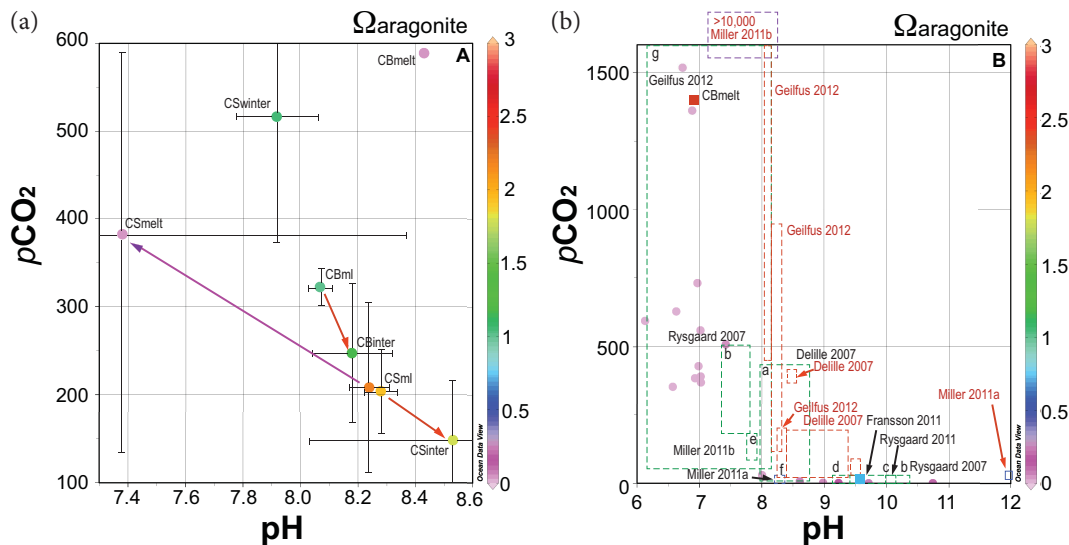 (a)
Ωaragonite
A
600
500
400
300
200
100
pCO2
7.4
7.6
7.8
8.0
8.2
8.4
8.6
pH
CBmelt
CSwinter
CSmelt
CBml
CBinter
CSml
CSinter
Ocean Data View
3
2.5
2
1.5
1
0.5
0
(b)
Ωaragonite
B
>10,000
Miller 2011b
g
Geilfus 2012
CBmelt
Geilfus 2012
Geilfus 2012
Rysgaard 2007
b
Delille 2007
a
Delille 2007
Geilfus 2012
Delille 2007
Fransson 2011
Miller 2011a
Rysgaard 2011
e
Miller 2011b
Miller 2011a
f
d
c
b
Rysgaard 2007
1500
1000
500
0
pCO2
6
7
8
9
10
11
12
pH
Ocean Data View
3
2.5
2
1.5
1
0.5
0